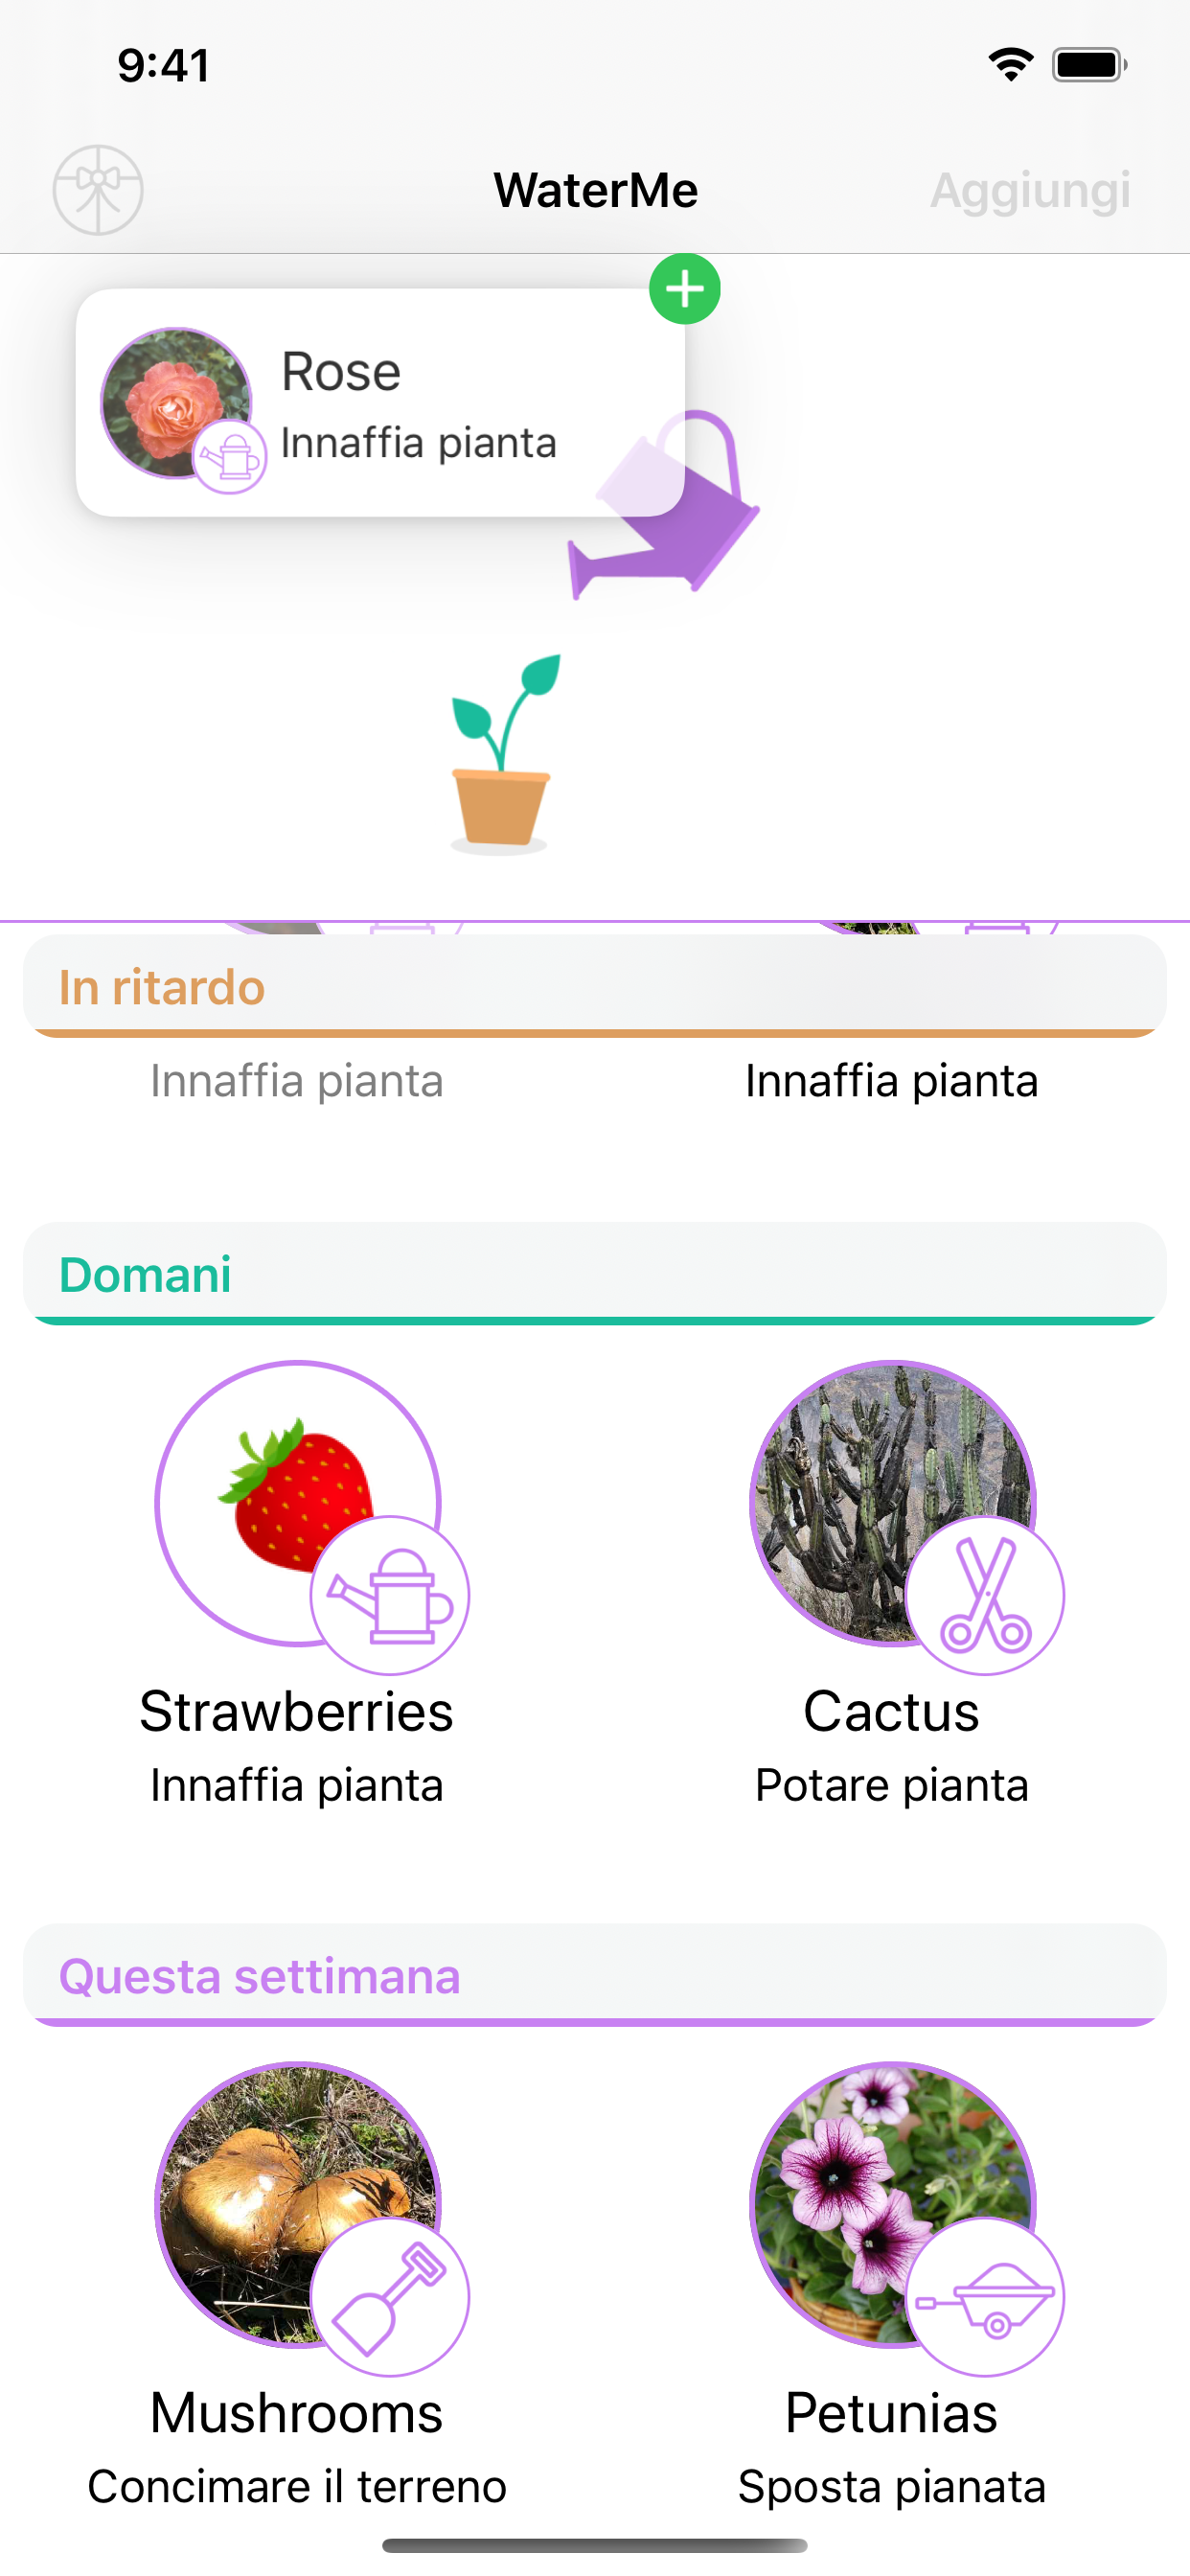 9:41
WaterMe
Aggiungi
Rose
Innaffia pianta
In ritardo
Innaffia pianta
Innaffia pianta
Domani
Strawberries
Cactus
Innaffia pianta
Potare pianta
Questa settimana
Mushrooms
Petunias
Concimare il terreno
Sposta pianata